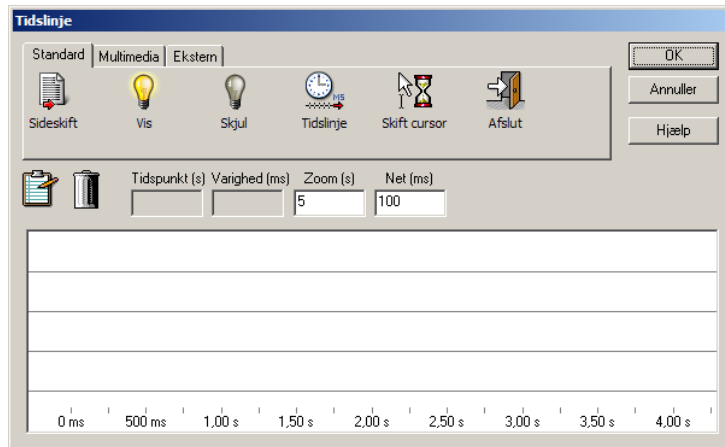 Tidslinje
Standard Multimedia Ekstern
OK
Annuller
Hjælp
MS
Sideskift Vis Skjul Tidslinje Skift cursor Afslut
Tidspunkt (s) Varighed (ms) Zoom (s) Net (ms)
5 100
0 ms 500 ms 1,00 s 1,50 s 2,00 s 2,50 s 3,00 s 3,50 s 4,00 s